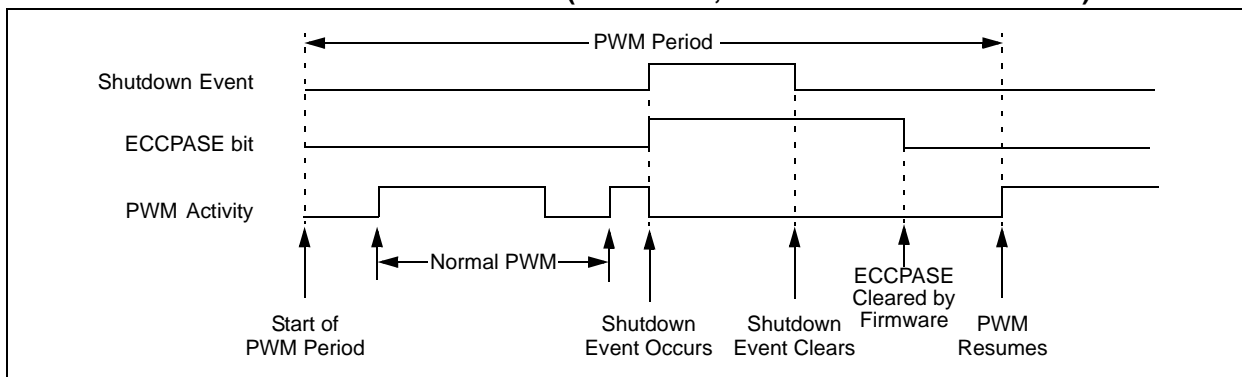 PWM Period
Shutdown Event
ECCPASE bit
PWM Activity
Normal PWM
Start of
PWM Period
Shutdown
Event Occurs
Shutdown
Event Clears
ECCPASE
Cleared by
Firmware
PWM
Resumes